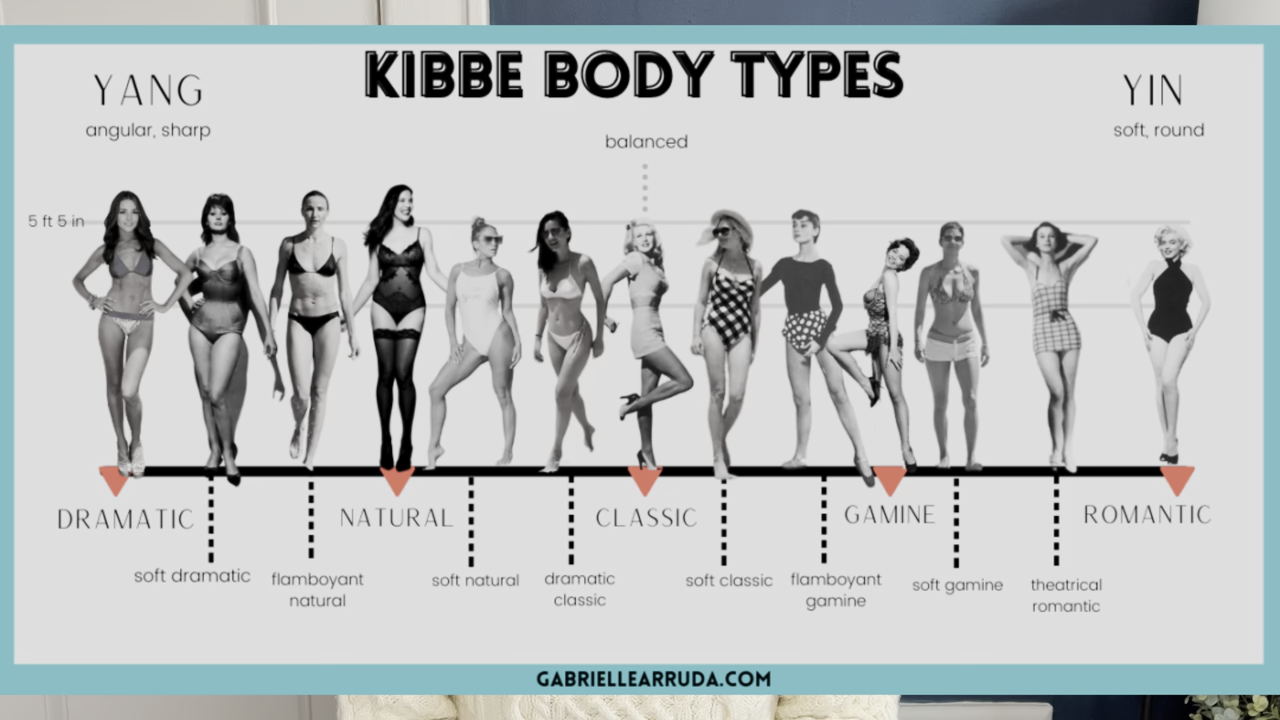 KIBBE BODY TYPES
YANG
angular, sharp
YIN
soft, round
balanced
5 ft 5 in
DRAMATIC
NATURAL
CLASSIC
GAMINE
ROMANTIC
soft dramatic
flamboyant
natural
soft natural
dramatic
classic
soft classic
flamboyant
gamine
soft gamine
theatrical
romantic
GABRIELLEARRUDA.COM